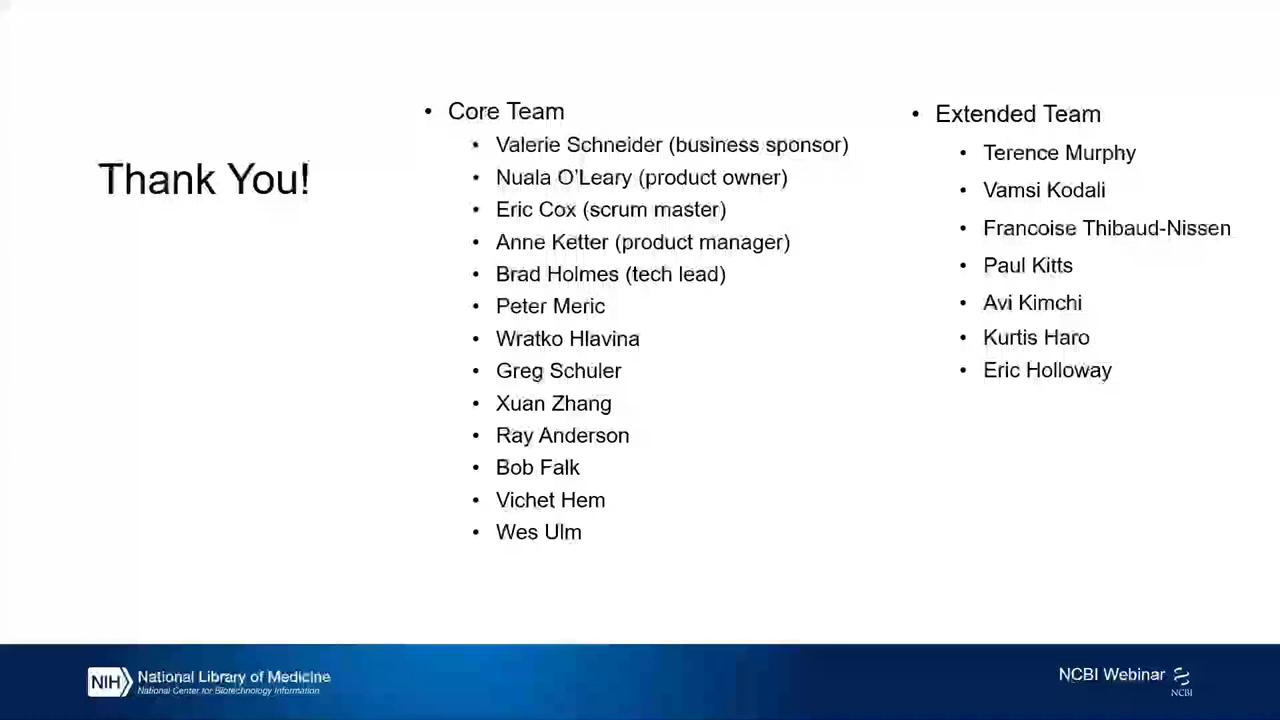 Thank You!
• Core Team
• Valerie Schneider (business sponsor)
• Nuala O’Leary (product owner)
• Eric Cox (scrum master)
• Anne Ketter (product manager)
• Brad Holmes (tech lead)
• Peter Meric
• Wratko Hlavina
• Greg Schuler
• Xuan Zhang
• Ray Anderson
• Bob Falk
• Vichet Hem
• Wes Ulm
• Extended Team
• Terence Murphy
• Vamsi Kodali
• Francoise Thibaud-Nissen
• Paul Kitts
• Avi Kimchi
• Kurtis Haro
• Eric Holloway
NIH National Library of Medicine
National Center for Biotechnology Information
NCBI Webinar
NCBI